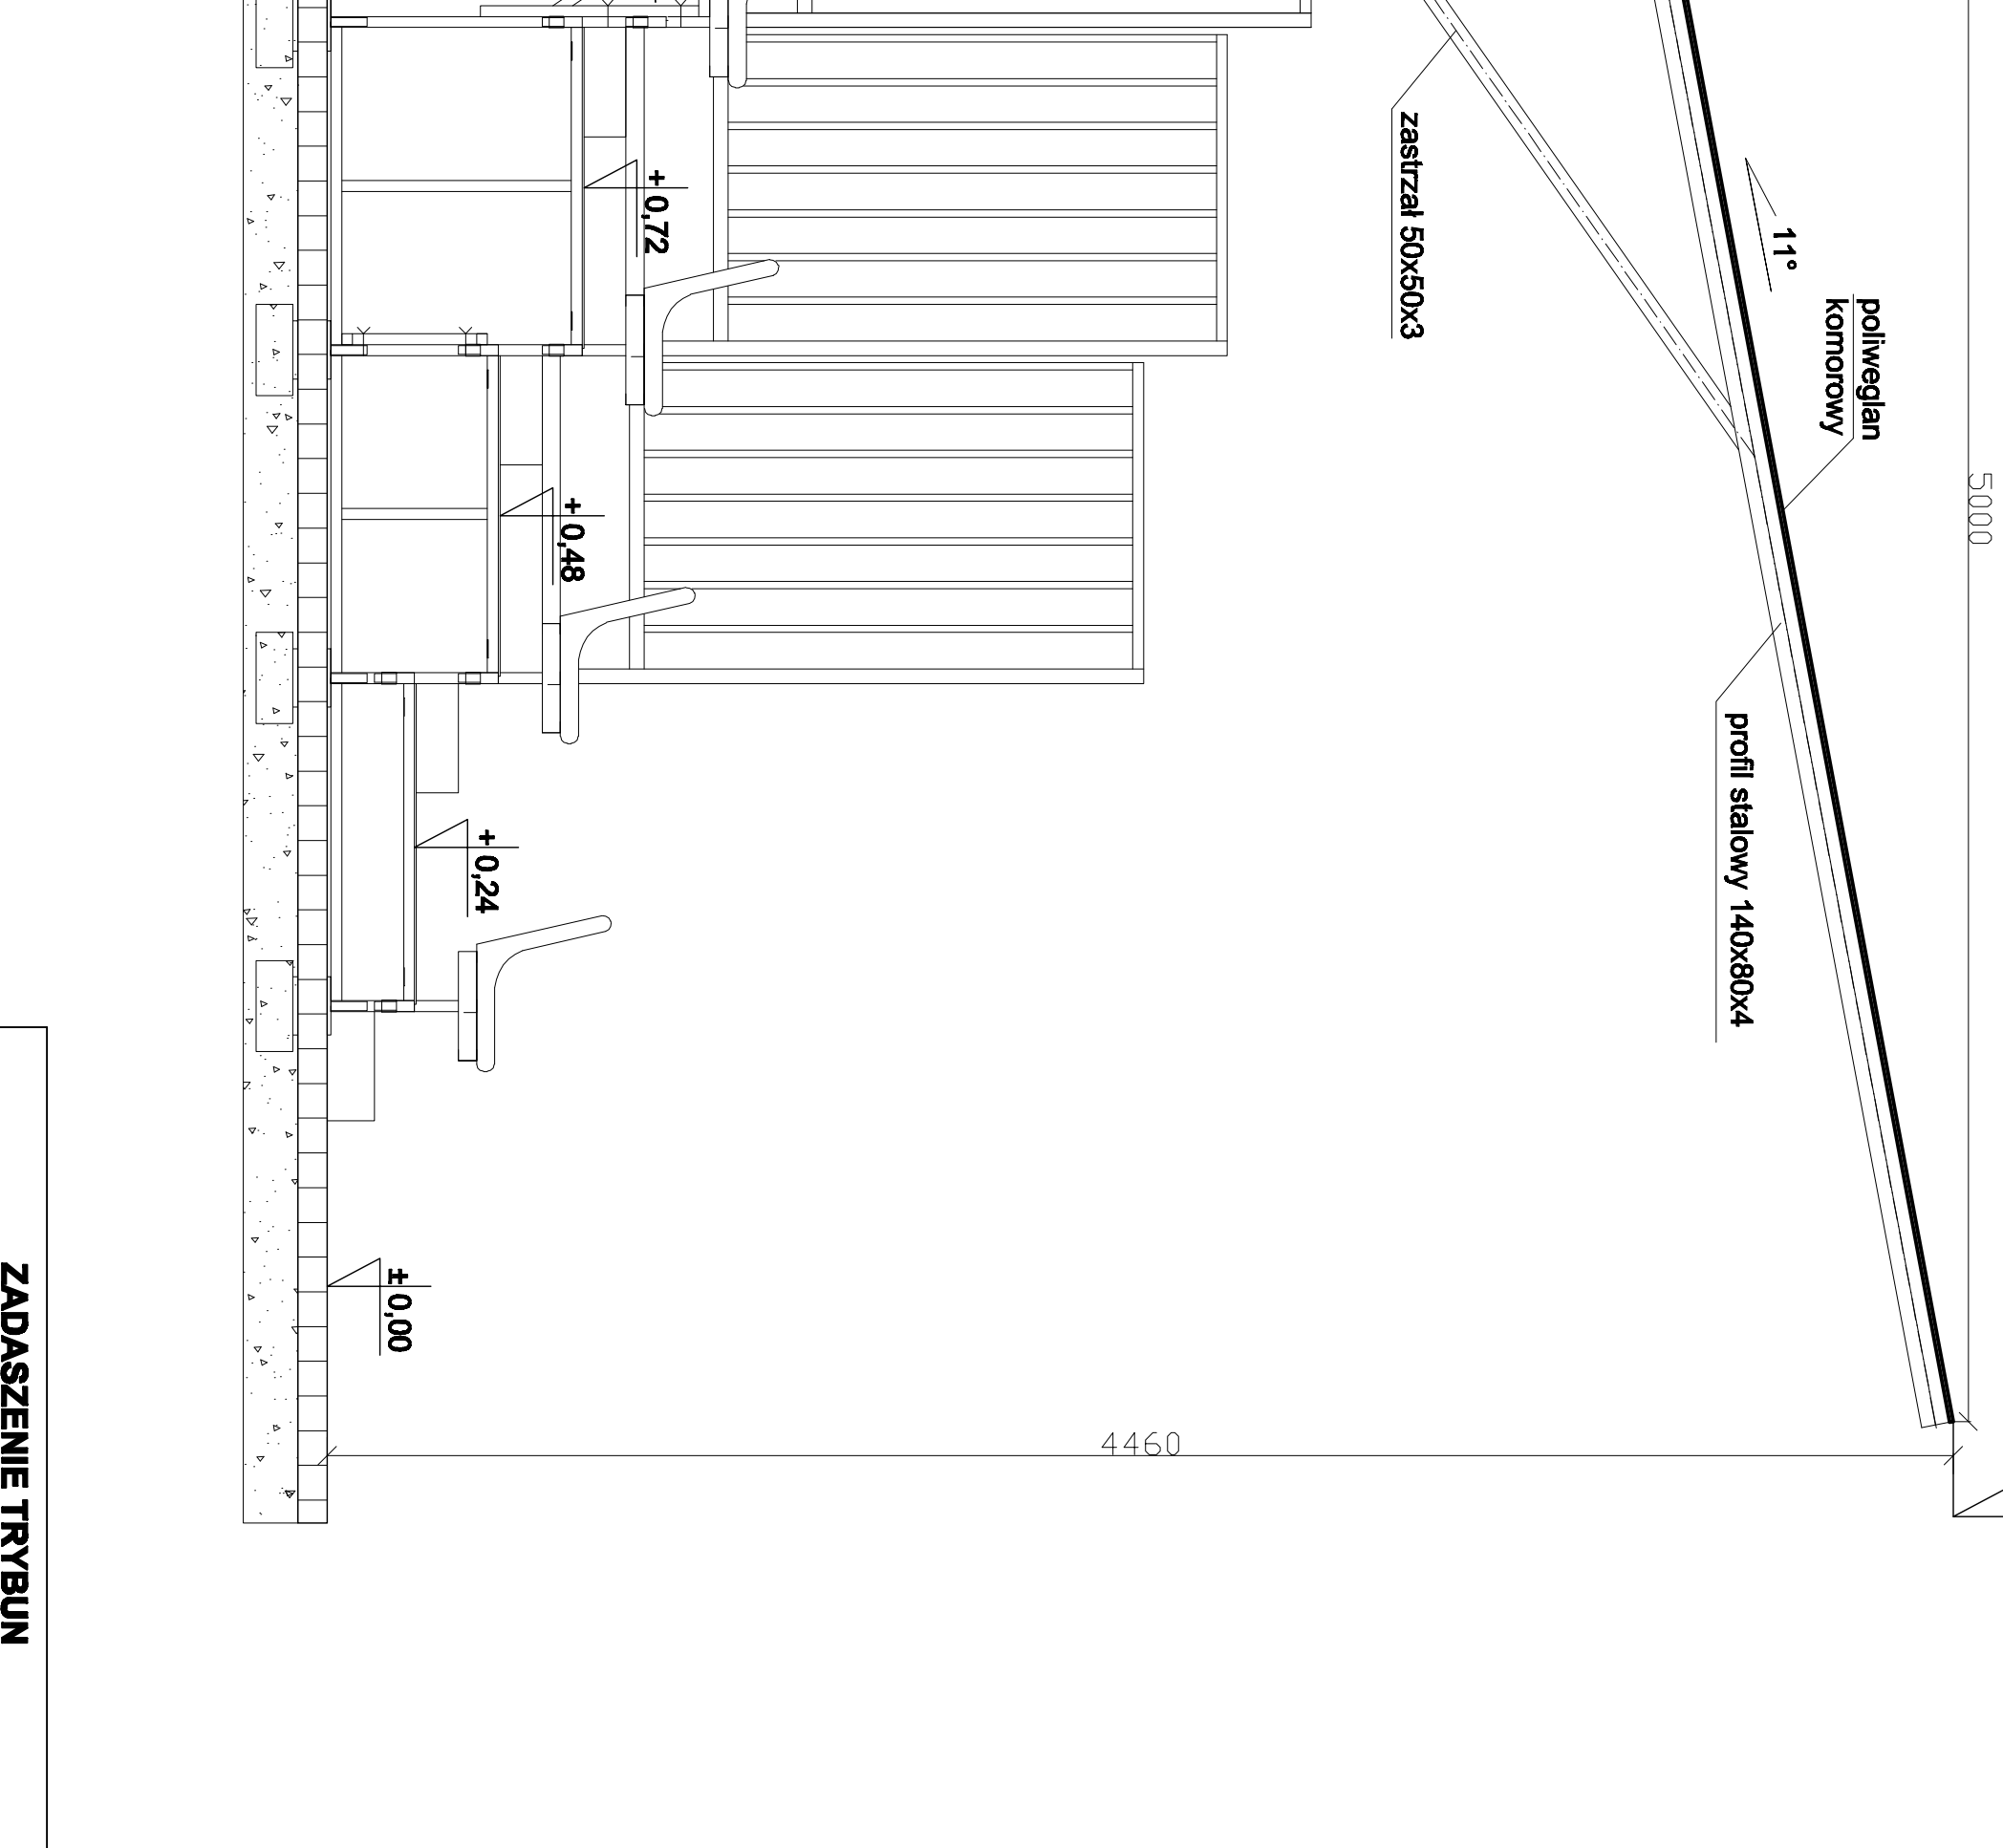 5000
poliwęglan
komorowy
11°
profil stalowy 140x80x4
zastrzał 50x50x3
4460
+0,72
+0,48
+0,24
±0,00
ZADASZENIE TRYBUN